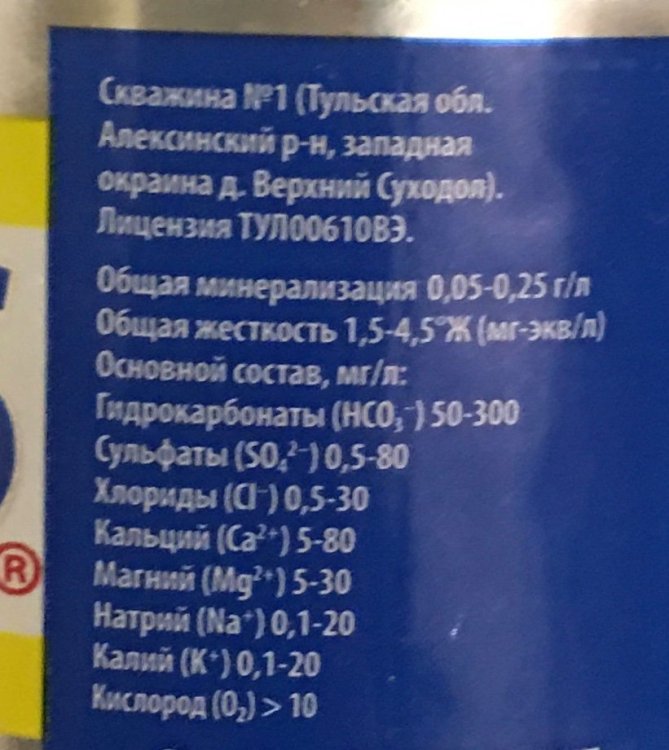 Скважина №1 (Тульская обл.
Алексинский р-н, западная
окраина д. Верхний Суходол).
Лицензия ТУЛ00610ВЭ.
Общая минерализация 0,05-0,25 г/л
Общая жесткость 1,5-4,5°Ж (мг-экв/л)
Основной состав, мг/л:
Гидрокарбонаты (HCO₃⁻) 50-300
Сульфаты (SO₄²⁻) 0,5-80
Хлориды (Cl⁻) 0,5-30
Кальций (Ca²⁺) 5-80
Магний (Mg²⁺) 5-30
Натрий (Na⁺) 0,1-20
Калий (K⁺) 0,1-20
Кислород (O₂) > 10
®